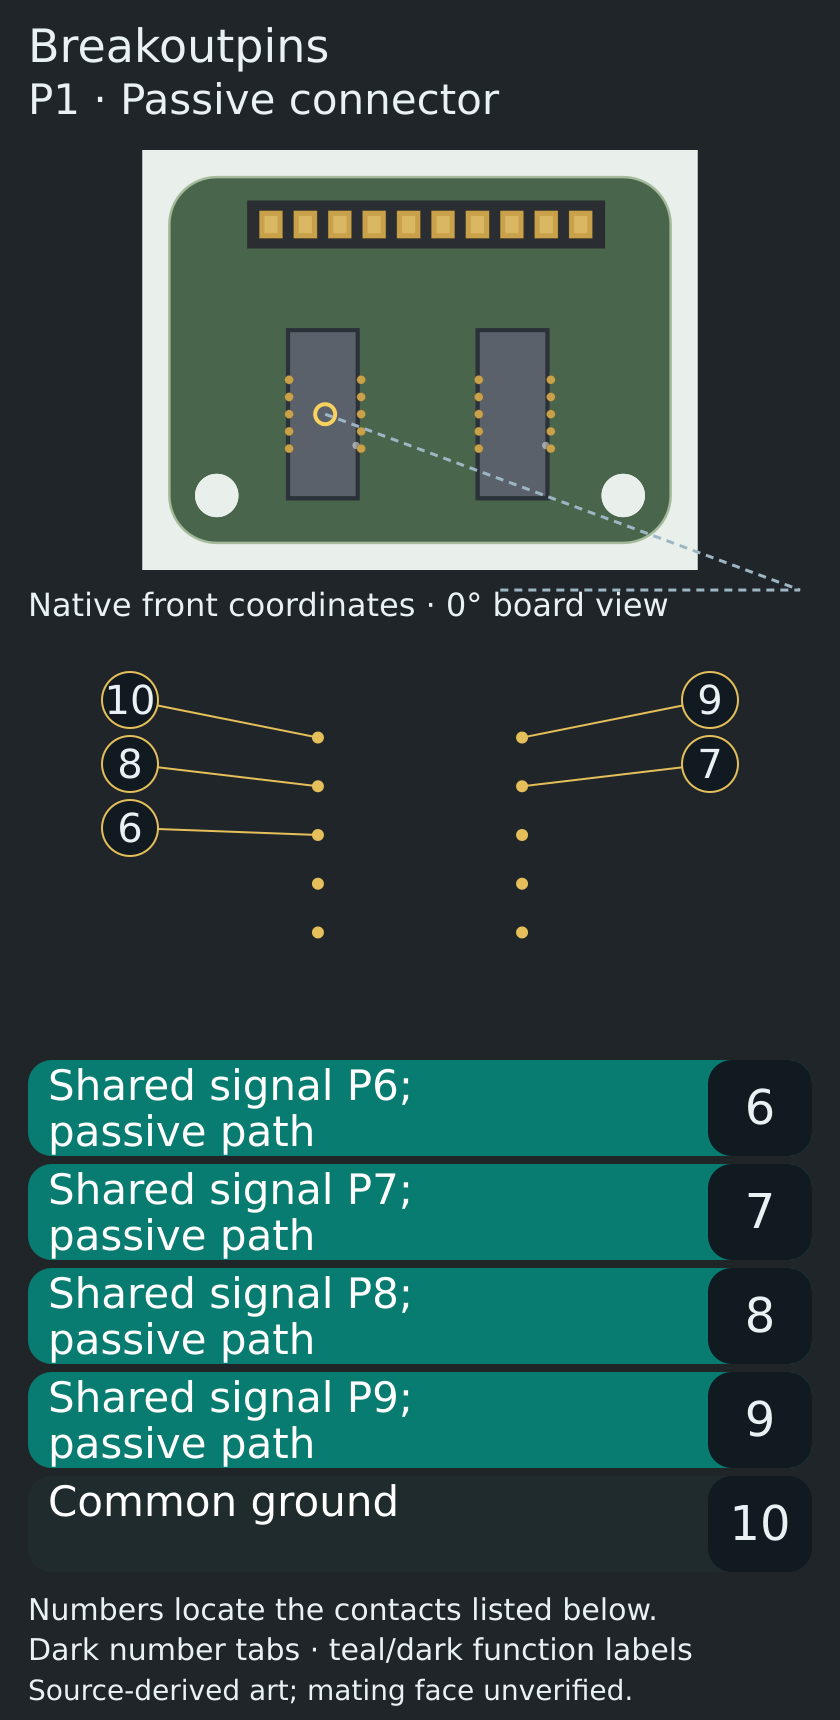 Breakoutpins
P1 · Passive connector
Native front coordinates · 0° board view
10
9
8
7
6
Shared signal P6;
passive path
6
Shared signal P7;
passive path
7
Shared signal P8;
passive path
8
Shared signal P9;
passive path
9
Common ground
10
Numbers locate the contacts listed below.
Dark number tabs · teal/dark function labels
Source-derived art; mating face unverified.